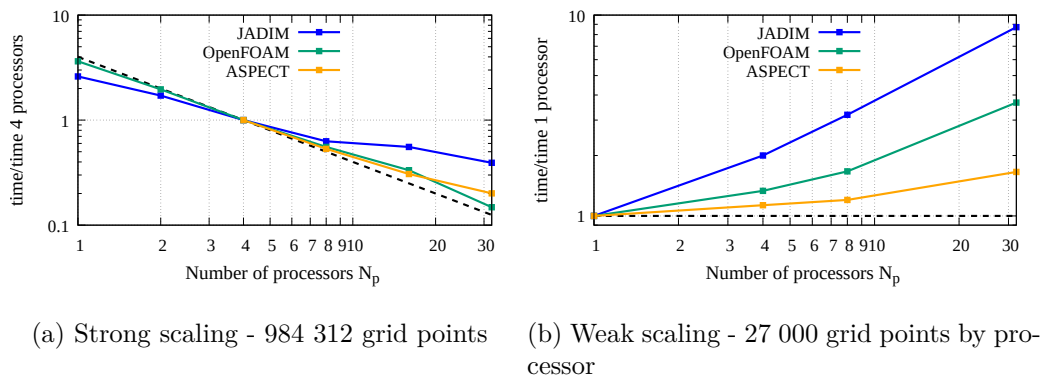 JADIM
OpenFOAM
ASPECT
10
1
0.1
time/time 4 processors
1 2 3 4 5 6 7 8 9 10 20 30
Number of processors Np
(a) Strong scaling - 984 312 grid points
JADIM
OpenFOAM
ASPECT
10
1
time/time 1 processor
1 2 3 4 5 6 7 8 9 10 20 30
Number of processors Np
(b) Weak scaling - 27 000 grid points by pro-
cessor